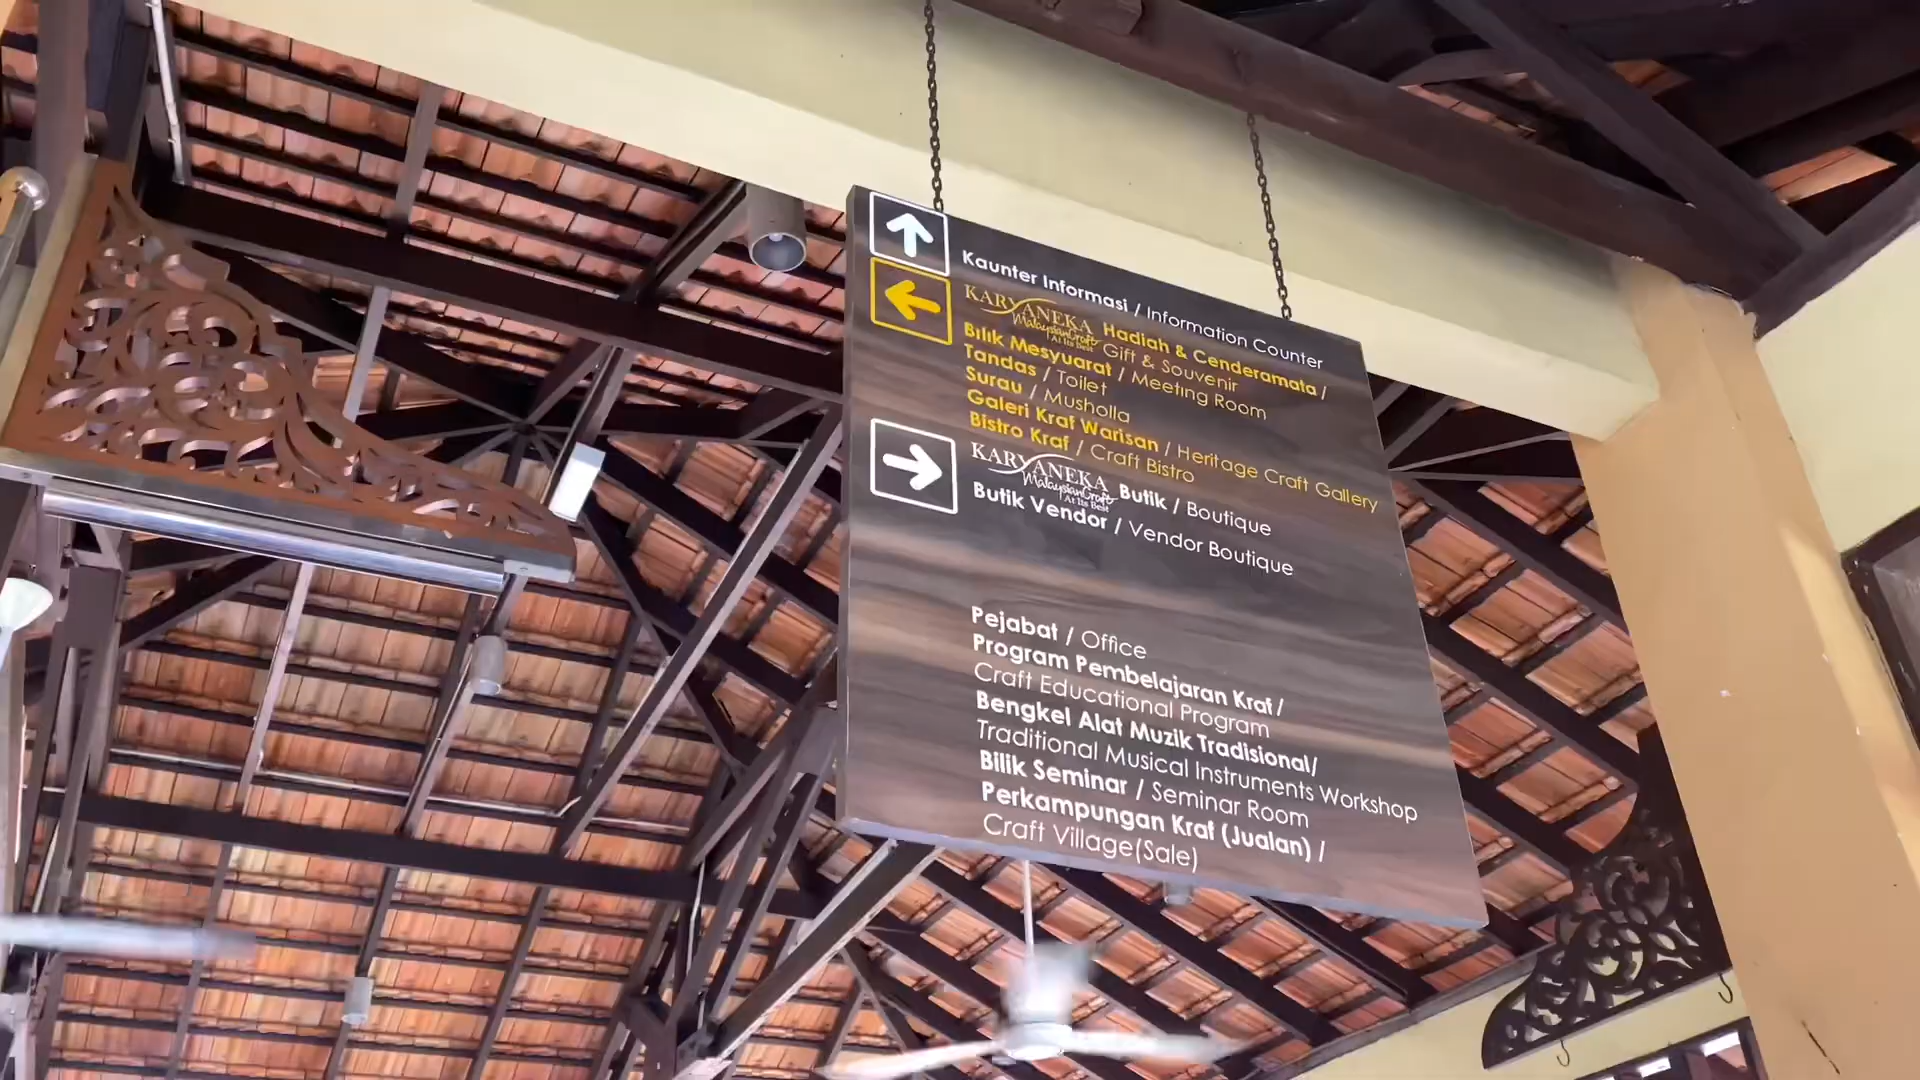 Kaunter Informasi / Information Counter
KARYANEKA Hadiah & Cenderamata /
Malaysian Craft At Its Best Gift & Souvenir
Bilik Mesyuarat / Meeting Room
Tandas / Toilet
Surau / Musholla
Galeri Kraf Warisan / Heritage Craft Gallery
Bistro Kraf / Craft Bistro
KARYANEKA Butik / Boutique
Malaysian Craft
At Its Best
Butik Vendor / Vendor Boutique
Pejabat / Office
Program Pembelajaran Kraf /
Craft Educational Program
Bengkel Alat Muzik Tradisional/
Traditional Musical Instruments Workshop
Bilik Seminar / Seminar Room
Perkampungan Kraf (Jualan) /
Craft Village(Sale)